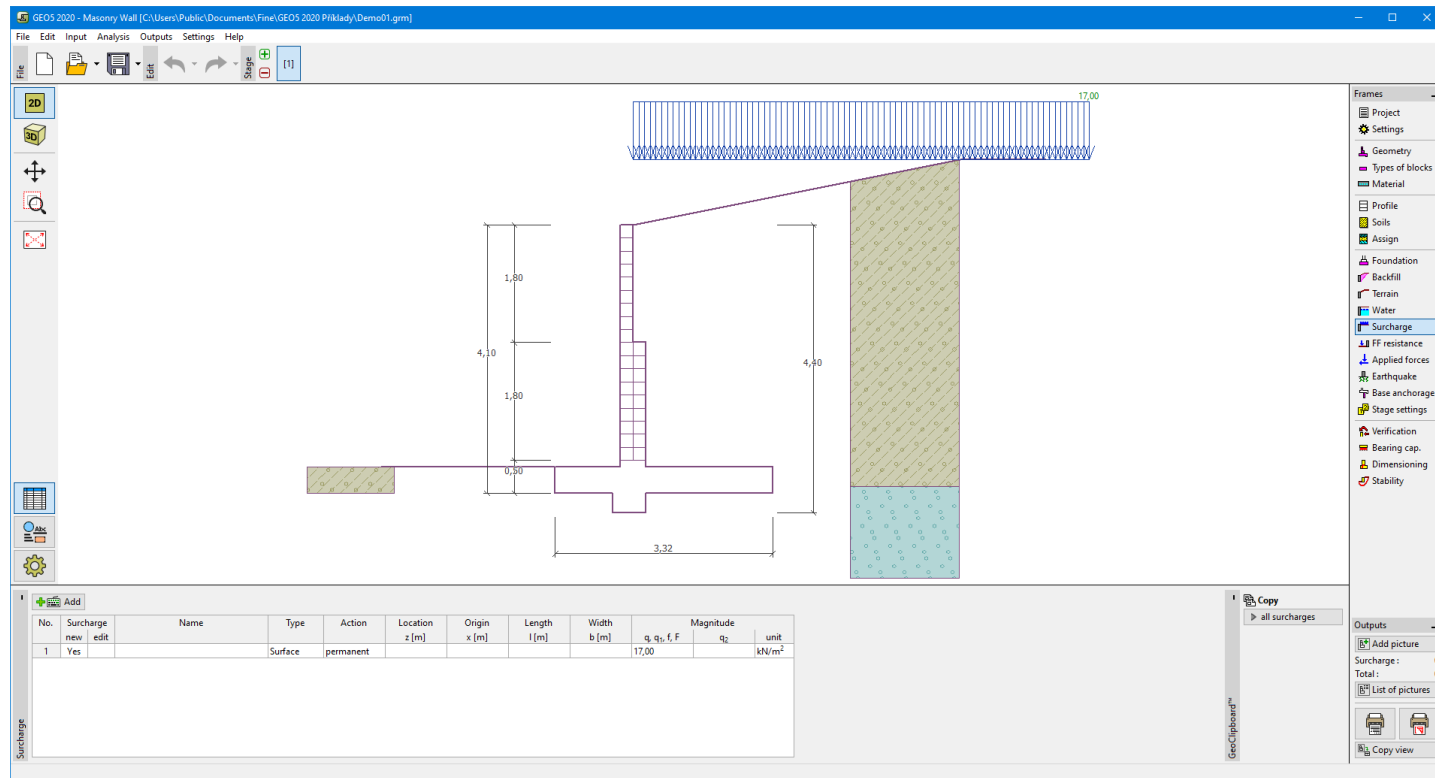 GEO5 2020 - Masonry Wall [C:\Users\Public\Documents\Fine\GEO5 2020 Příklady\Demo01.grm]
File Edit Input Analysis Outputs Settings Help
File
Edit
Stage
[1]
2D
3D
17,00
1,80
4,10
4,40
1,80
0,50
3,32
Abc
Frames
Project
Settings
Geometry
Types of blocks
Material
Profile
Soils
Assign
Foundation
Backfill
Terrain
Water
Surcharge
FF resistance
Applied forces
Earthquake
Base anchorage
Stage settings
Verification
Bearing cap.
Dimensioning
Stability
Add
No. Surcharge Name Type Action Location Origin Length Width Magnitude
new edit z [m] x [m] l [m] b [m] q, q₁, f, F q₂ unit
1 Yes Surface permanent 17,00 kN/m²
Surcharge
Copy
all surcharges
GeoClipboard™
Outputs
Add picture
Surcharge :
Total :
List of pictures
Copy view